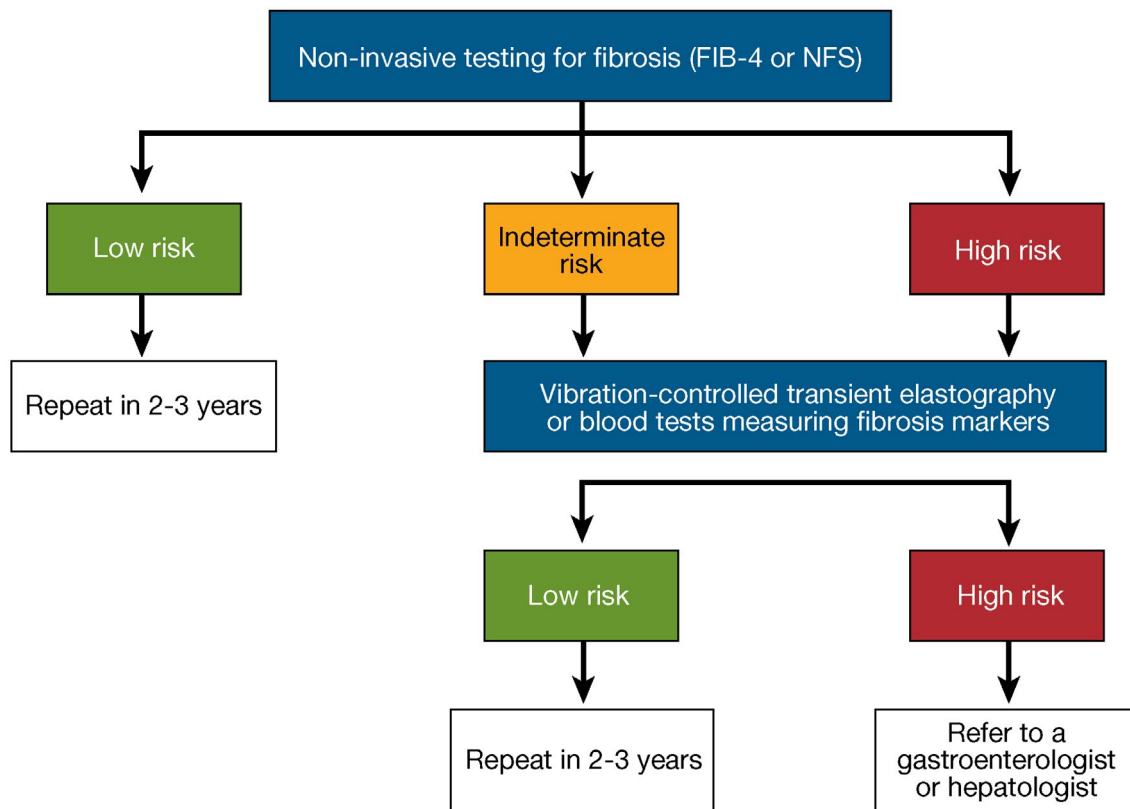 Non-invasive testing for fibrosis (FIB-4 or NFS)
Low risk
Indeterminate
risk
High risk
Repeat in 2-3 years
Vibration-controlled transient elastography
or blood tests measuring fibrosis markers
Low risk
High risk
Repeat in 2-3 years
Refer to a
gastroenterologist
or hepatologist